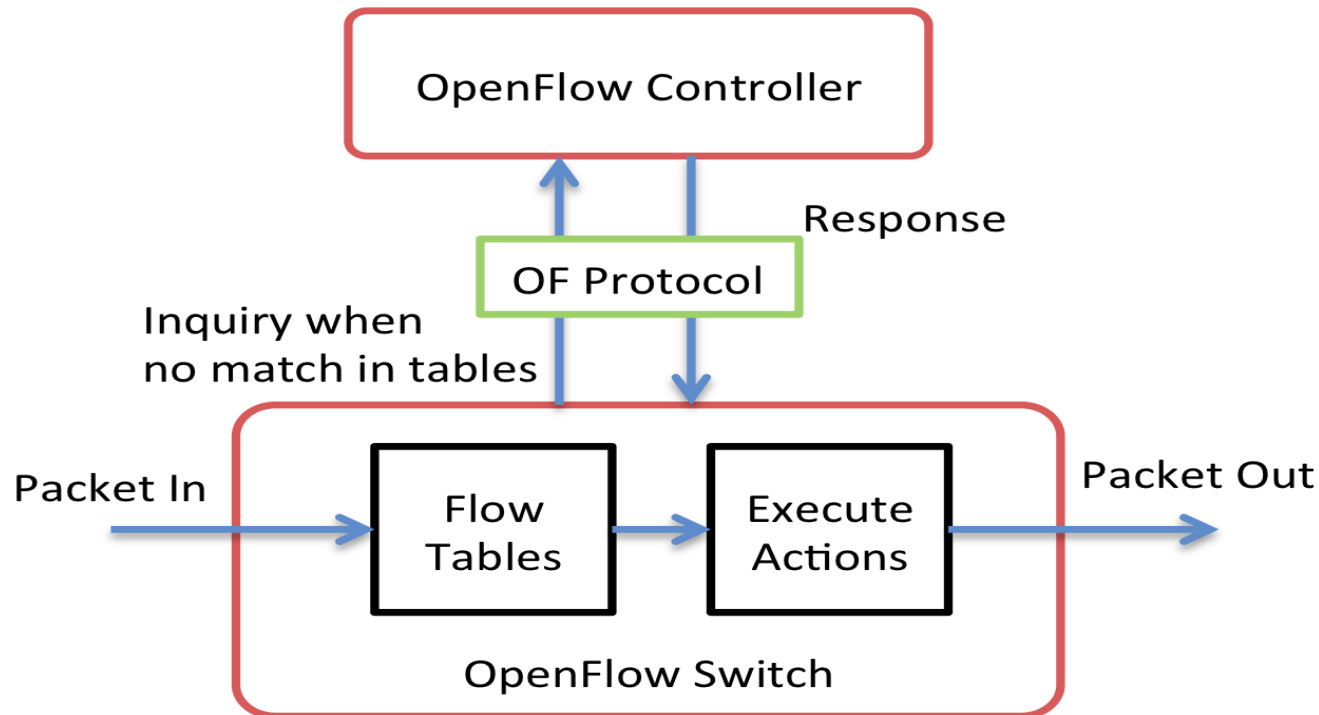 OpenFlow Controller
Response
OF Protocol
Inquiry when
no match in tables
Packet In
Flow
Tables
Execute
Actions
Packet Out
OpenFlow Switch